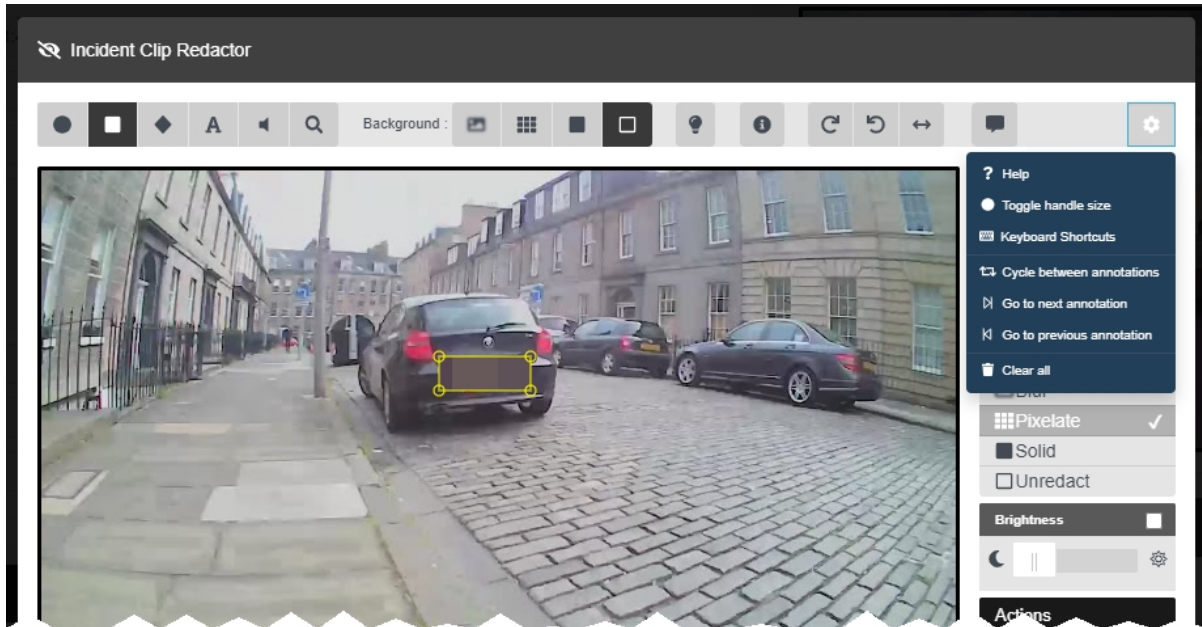 Incident Clip Redactor
A
Background :
? Help
Toggle handle size
Keyboard Shortcuts
Cycle between annotations
Go to next annotation
Go to previous annotation
Clear all
Blur
Pixelate
Solid
Unredact
Brightness
Actions